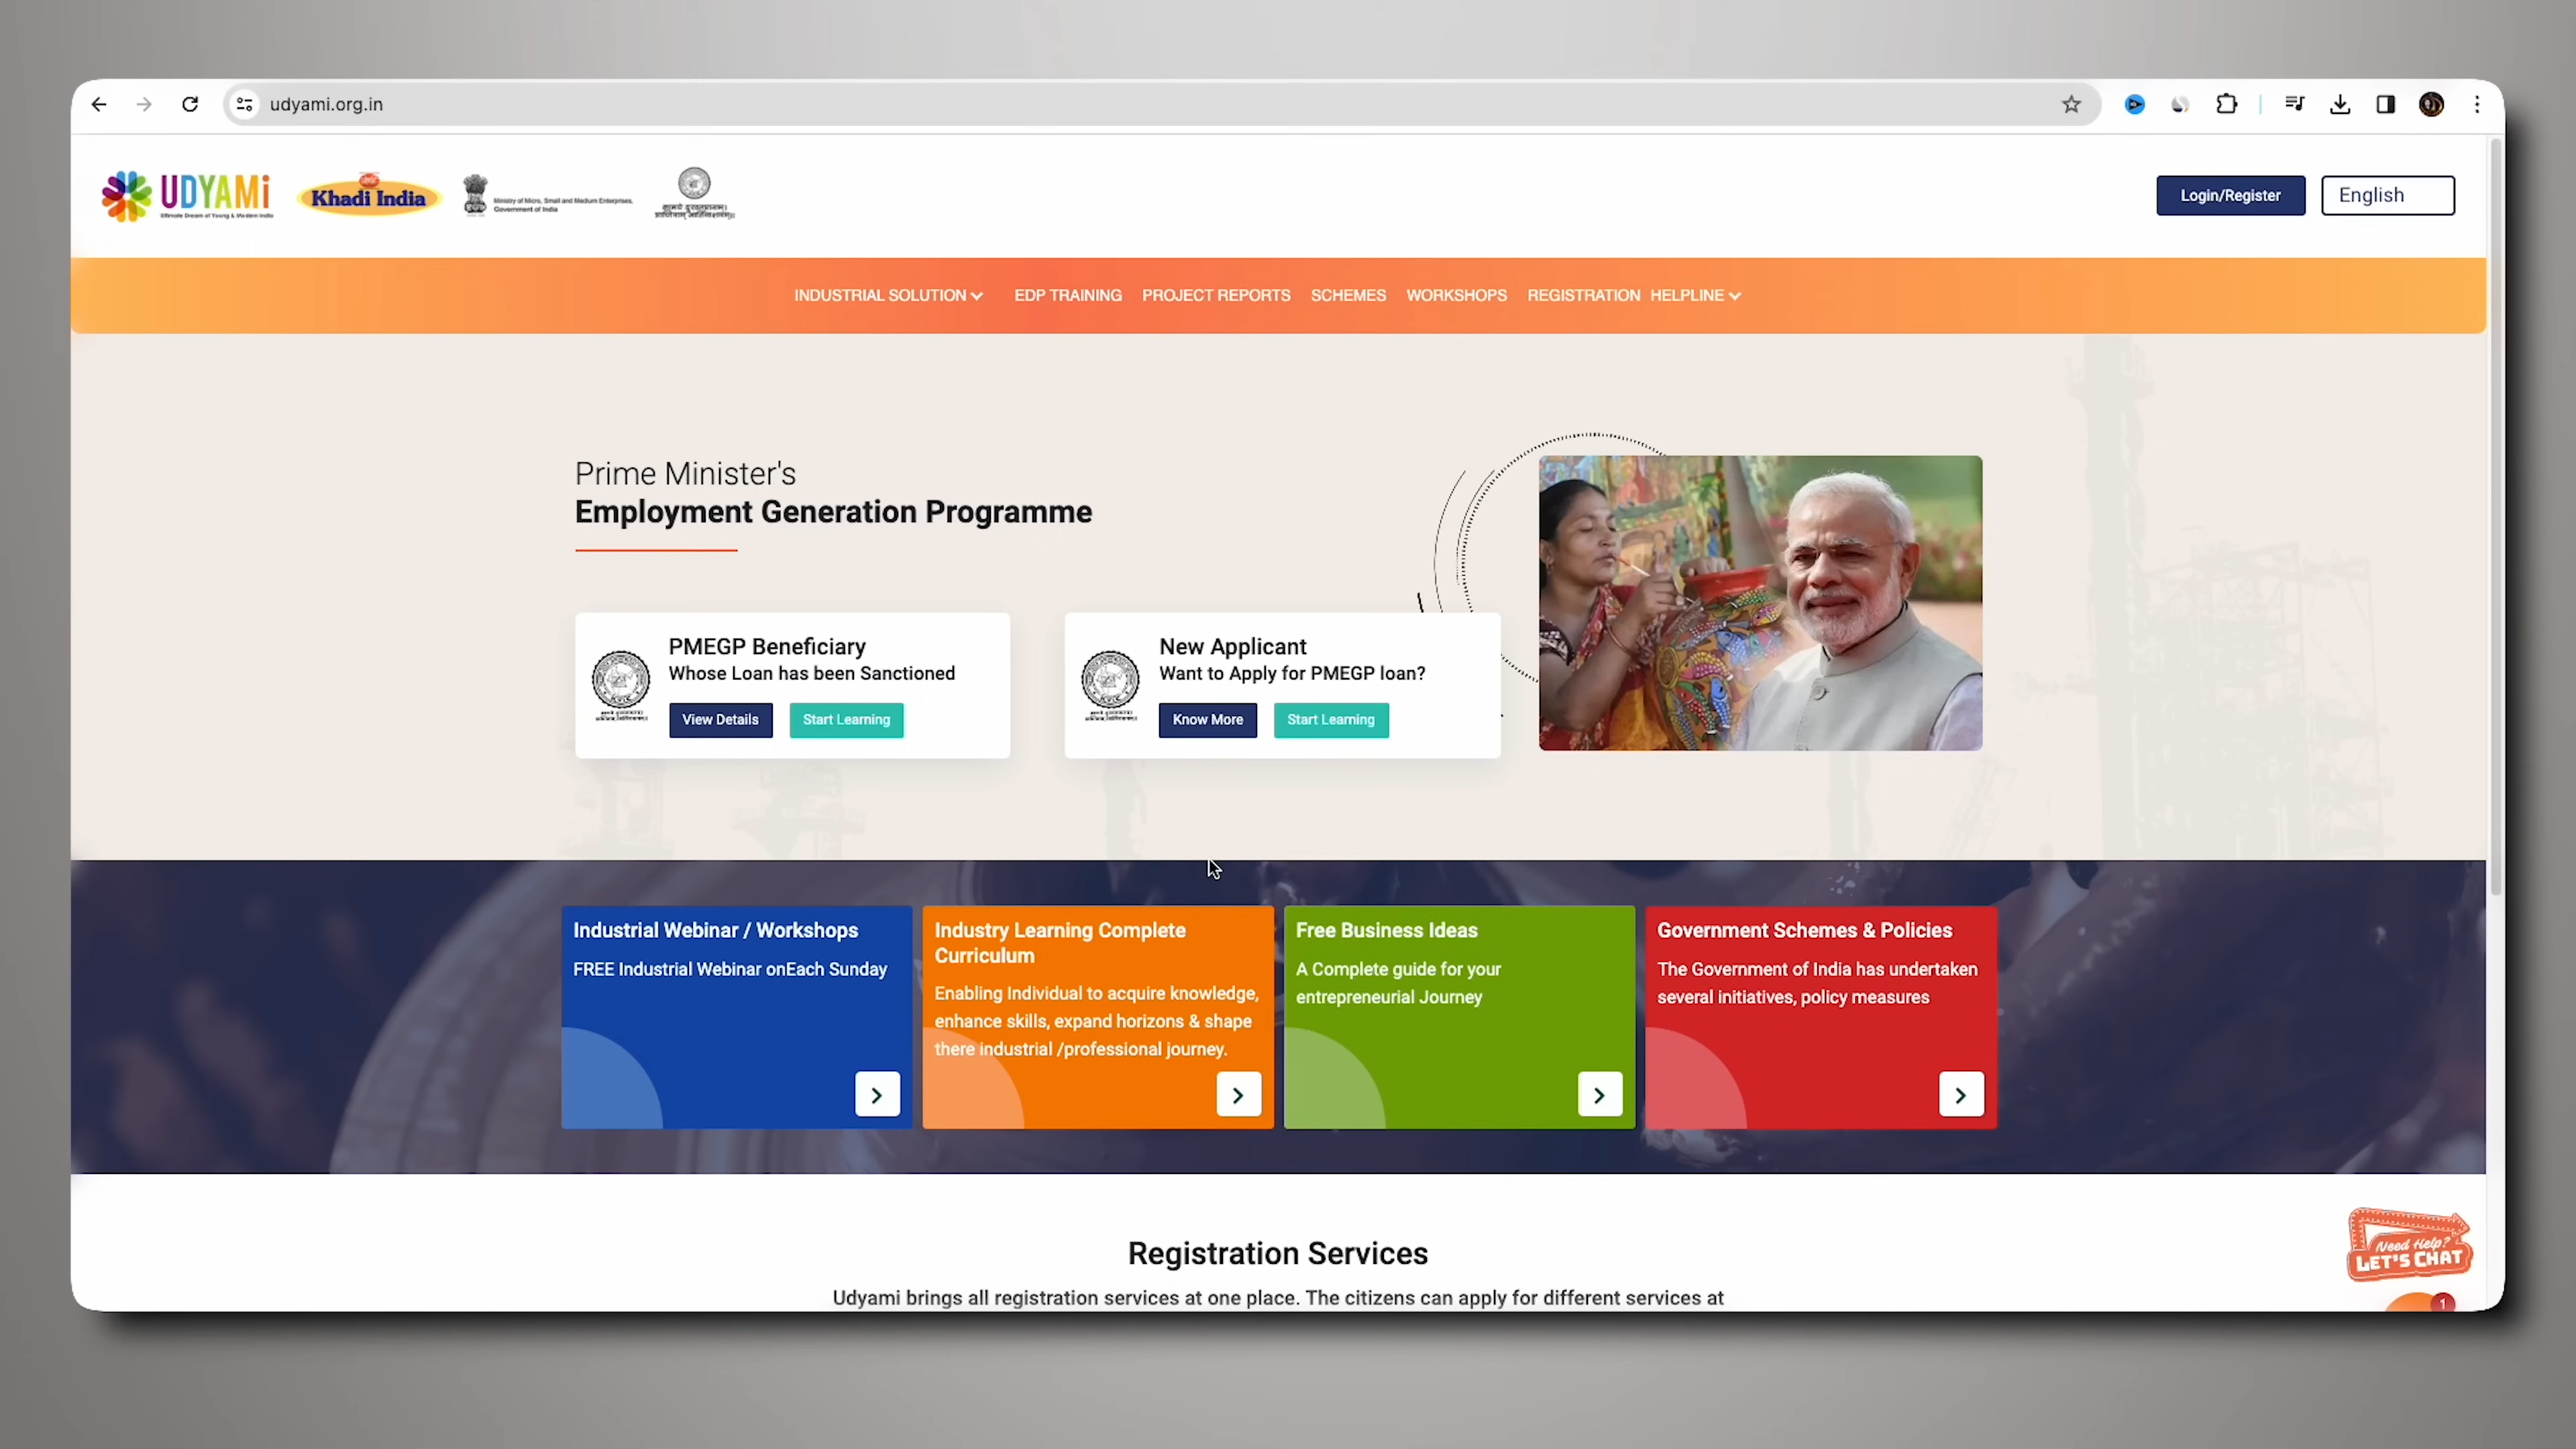 udyami.org.in
UDYAMi
Ultimate Dream of Young & Modern India
Khadi India
Ministry of Micro, Small and Medium Enterprises,
Government of India
Login/Register
English
INDUSTRIAL SOLUTION
EDP TRAINING
PROJECT REPORTS
SCHEMES
WORKSHOPS
REGISTRATION
HELPLINE
Prime Minister's
Employment Generation Programme
PMEGP Beneficiary
Whose Loan has been Sanctioned
View Details
Start Learning
New Applicant
Want to Apply for PMEGP loan?
Know More
Start Learning
Industrial Webinar / Workshops
FREE Industrial Webinar onEach Sunday
Industry Learning Complete
Curriculum
Enabling Individual to acquire knowledge,
enhance skills, expand horizons & shape
there industrial /professional journey.
Free Business Ideas
A Complete guide for your
entrepreneurial Journey
Government Schemes & Policies
The Government of India has undertaken
several initiatives, policy measures
Registration Services
Udyami brings all registration services at one place. The citizens can apply for different services at
Need Help?
LET'S CHAT
1